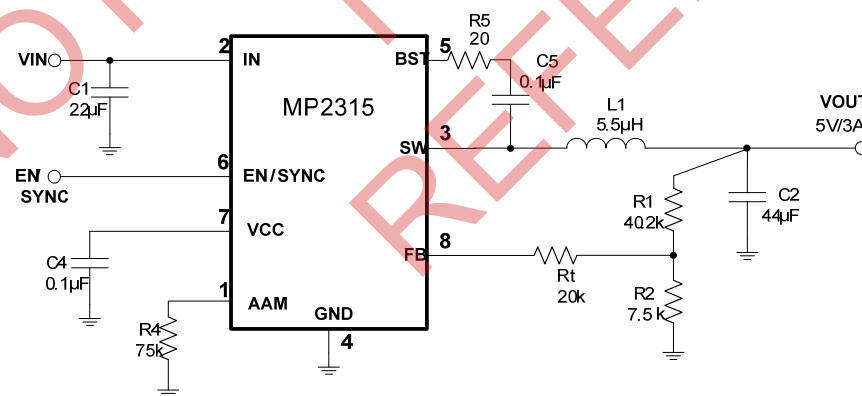 R5
20
2
5
VIN
IN
BST
C5
0.1µF
C1
22µF
MP2315
L1
5.5µH
VOUT
5V/3A
3
SW
6
EN/
SYNC
EN/SYNC
R1
40.2k
C2
44µF
7
VCC
8
FB
C4
0.1µF
Rt
20k
R2
7.5k
1
AAM
GND
4
R4
75k
NOT
REFE